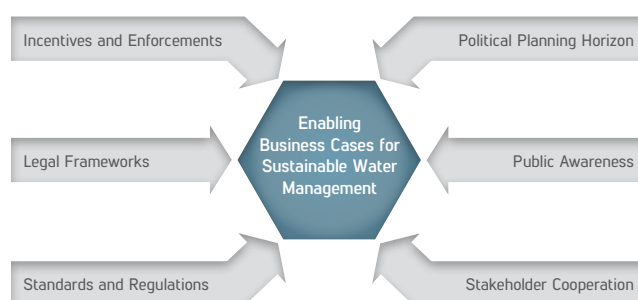 Incentives and Enforcements
Political Planning Horizon
Enabling
Business Cases for
Sustainable Water
Management
Legal Frameworks
Public Awareness
Standards and Regulations
Stakeholder Cooperation